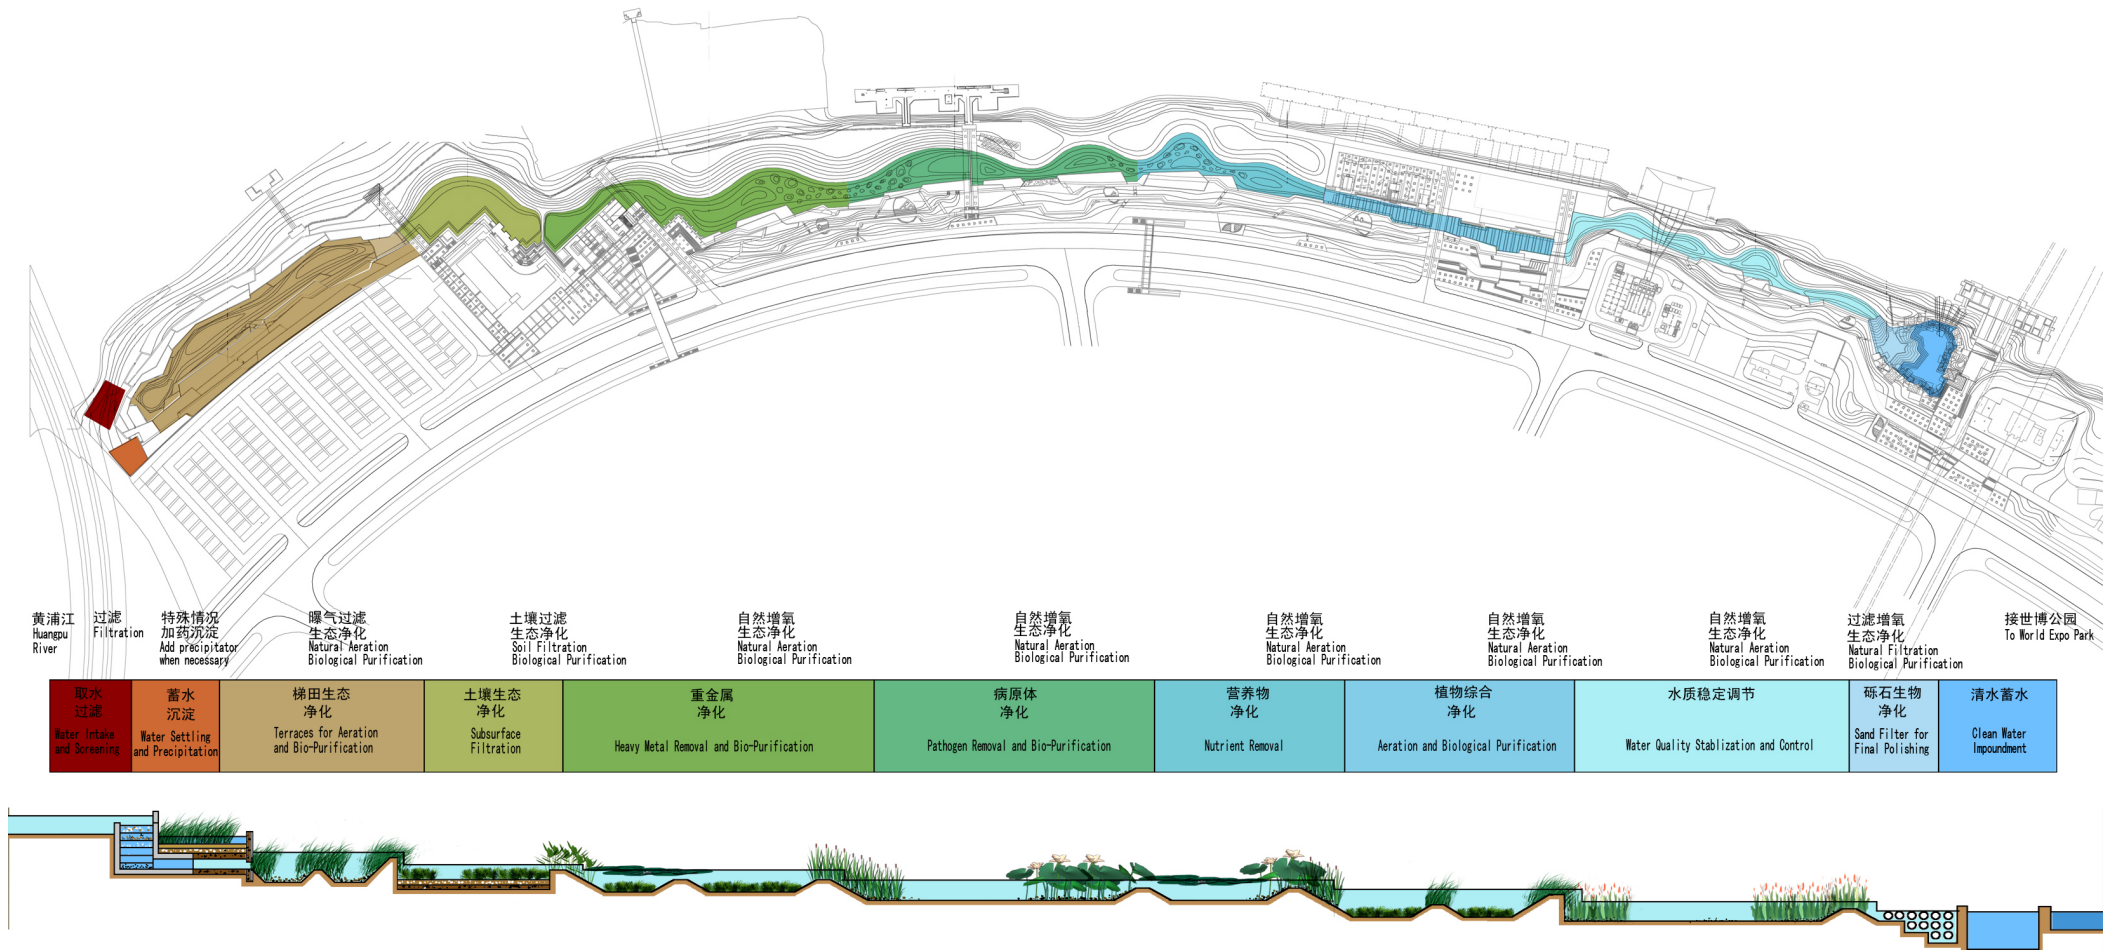 黄浦江
Huangpu
River
过滤
Filtration
特殊情况
加药沉淀
Add precipitator
when necessary
曝气过滤
生态净化
Natural Aeration
Biological Purification
土壤过滤
生态净化
Soil Filtration
Biological Purification
自然增氧
生态净化
Natural Aeration
Biological Purification
自然增氧
生态净化
Natural Aeration
Biological Purification
自然增氧
生态净化
Natural Aeration
Biological Purification
自然增氧
生态净化
Natural Aeration
Biological Purification
自然增氧
生态净化
Natural Aeration
Biological Purification
过滤增氧
生态净化
Natural Filtration
Biological Purification
接世博公园
To World Expo Park
取水
过滤
Water Intake
and Screening
蓄水
沉淀
Water Settling
and Precipitation
梯田生态
净化
Terraces for Aeration
and Bio-Purification
土壤生态
净化
Subsurface
Filtration
重金属
净化
Heavy Metal Removal and Bio-Purification
病原体
净化
Pathogen Removal and Bio-Purification
营养物
净化
Nutrient Removal
植物综合
净化
Aeration and Biological Purification
水质稳定调节
Water Quality Stablization and Control
砾石生物
净化
Sand Filter for
Final Polishing
清水蓄水
Clean Water
Impoundment